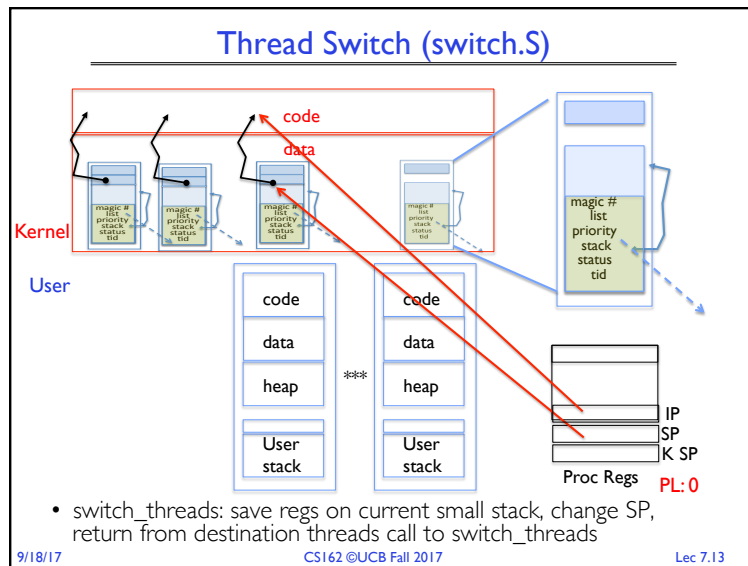 Thread Switch (switch.S)
code
data
magic #
list
priority
stack
status
tid
magic #
list
priority
stack
status
tid
magic #
list
priority
stack
status
tid
magic #
list
priority
stack
status
tid
magic #
list
priority
stack
status
tid
Kernel
User
code
data
heap
User
stack
***
code
data
heap
User
stack
IP
SP
K SP
Proc Regs
PL: 0
• switch_threads: save regs on current small stack, change SP,
return from destination threads call to switch_threads
9/18/17
CS162 ©UCB Fall 2017
Lec 7.13